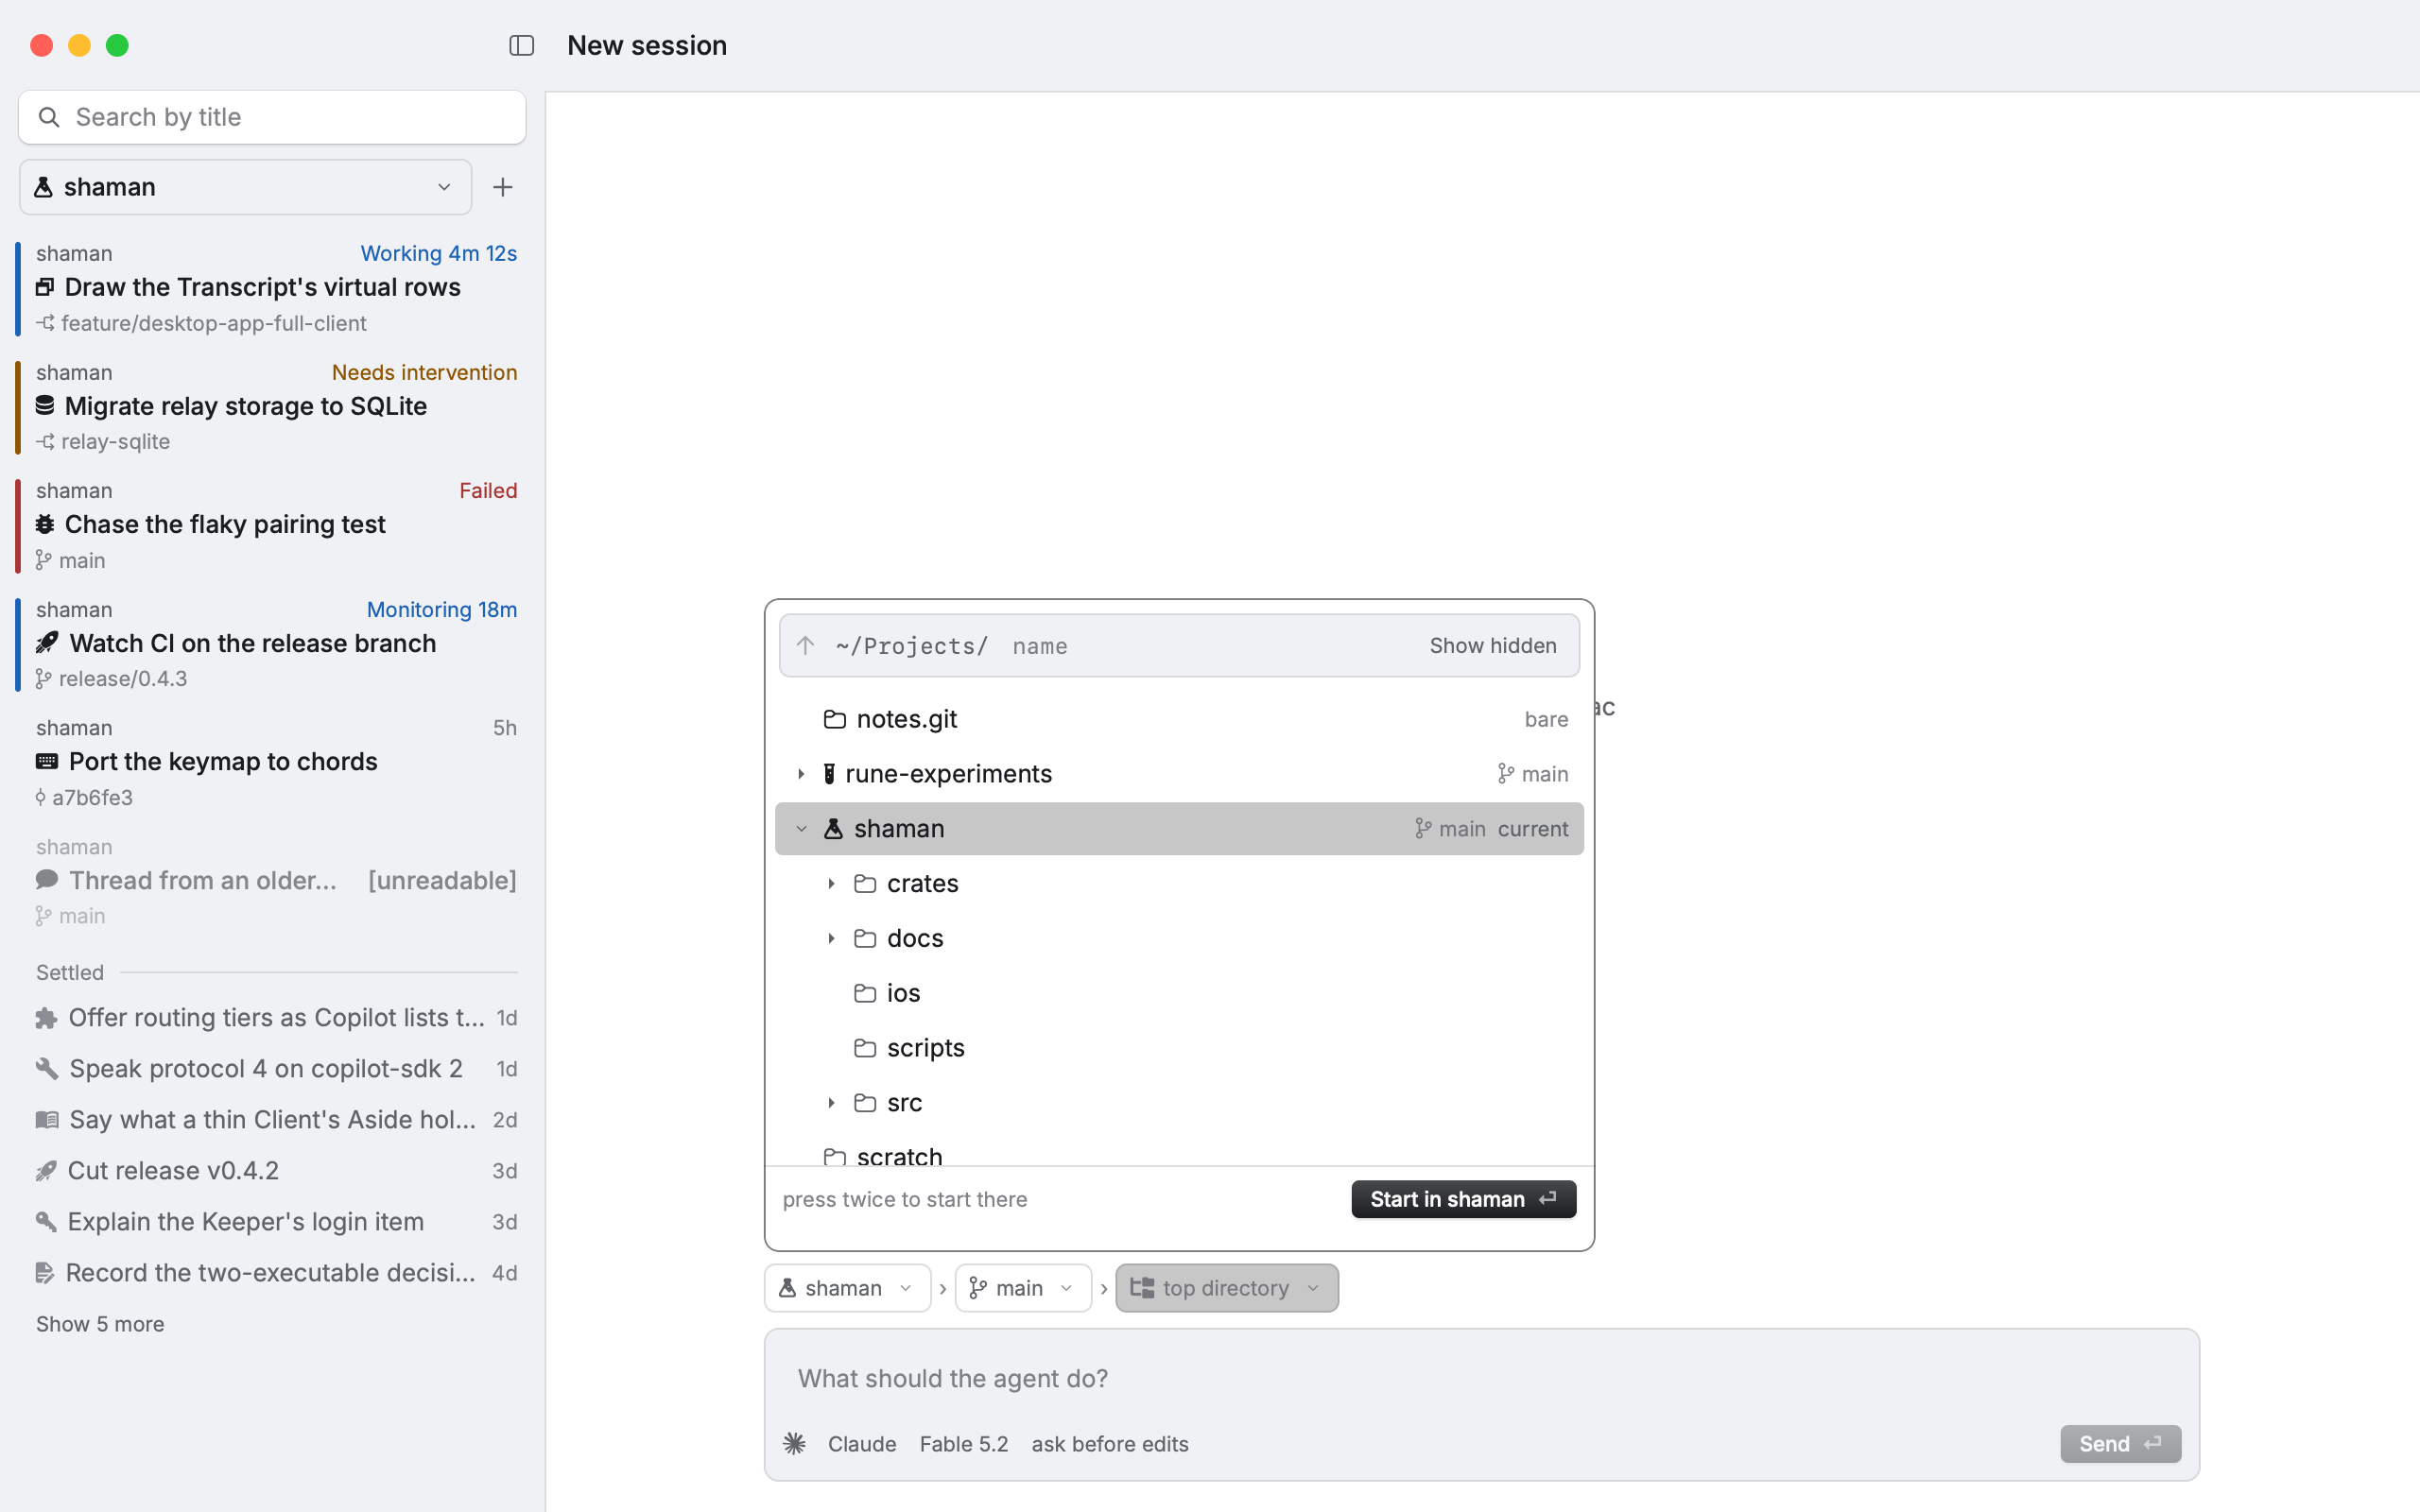 New session
Search by title
shaman
shaman Working 4m 12s
Draw the Transcript's virtual rows
feature/desktop-app-full-client
shaman Needs intervention
Migrate relay storage to SQLite
relay-sqlite
shaman Failed
Chase the flaky pairing test
main
shaman Monitoring 18m
Watch CI on the release branch
release/0.4.3
shaman 5h
Port the keymap to chords
a7b6fe3
shaman
Thread from an older... [unreadable]
main
Settled
Offer routing tiers as Copilot lists t... 1d
Speak protocol 4 on copilot-sdk 2 1d
Say what a thin Client's Aside hol... 2d
Cut release v0.4.2 3d
Explain the Keeper's login item 3d
Record the two-executable decisi... 4d
Show 5 more
~/Projects/ name Show hidden
notes.git bare
rune-experiments main
shaman main current
crates
docs
ios
scripts
src
scratch
press twice to start there Start in shaman
shaman › main › top directory
What should the agent do?
Claude Fable 5.2 ask before edits Send